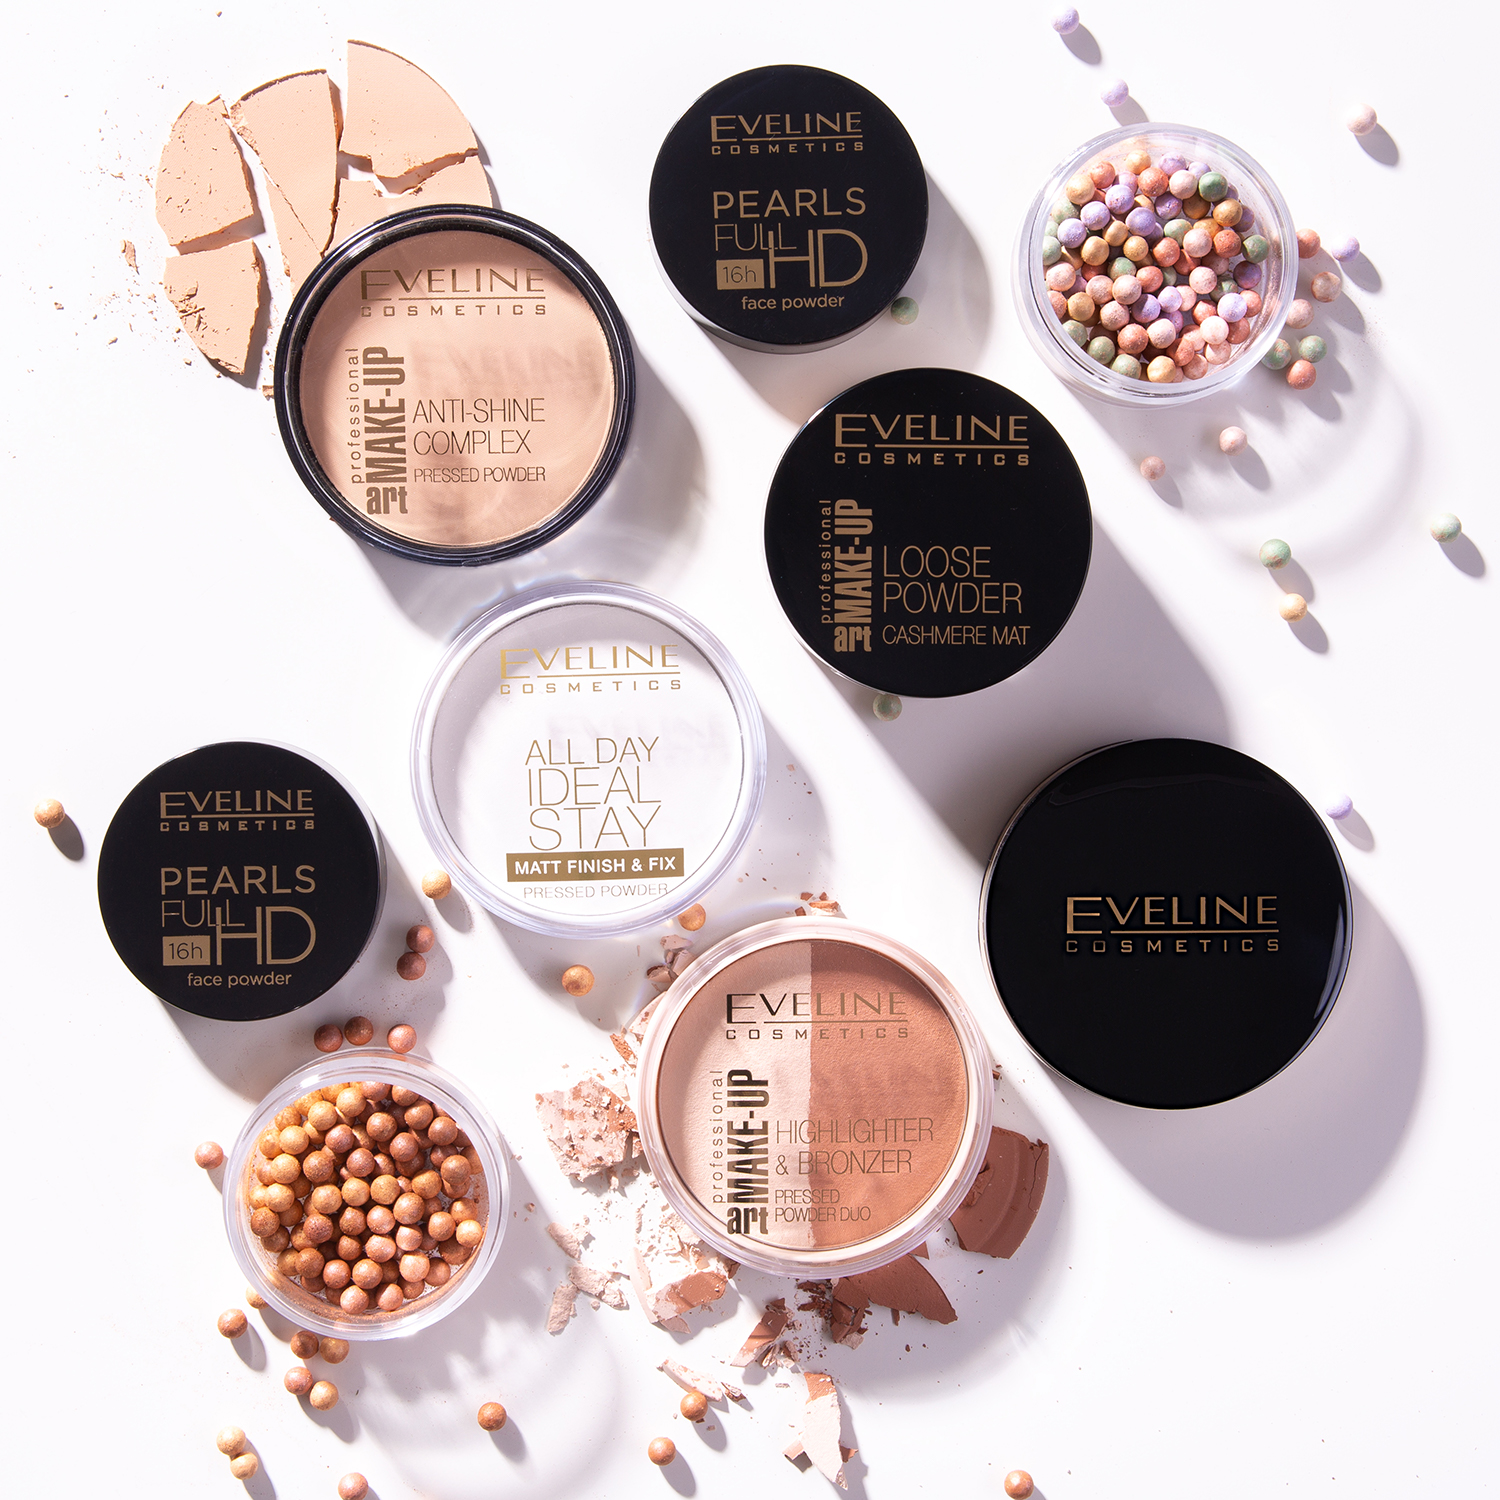 EVELINE
COSMETICS
PEARLS
FULL HD
16h
face powder
EVELINE
COSMETICS
professional
art MAKE-UP
ANTI-SHINE
COMPLEX
PRESSED POWDER
EVELINE
COSMETICS
professional
art MAKE-UP
LOOSE
POWDER
CASHMERE MAT
EVELINE
COSMETICS
ALL DAY
IDEAL
STAY
MATT FINISH & FIX
PRESSED POWDER
EVELINE
COSMETICS
PEARLS
FULL HD
16h
face powder
EVELINE
COSMETICS
EVELINE
COSMETICS
professional
art MAKE-UP
HIGHLIGHTER
& BRONZER
PRESSED
POWDER DUO